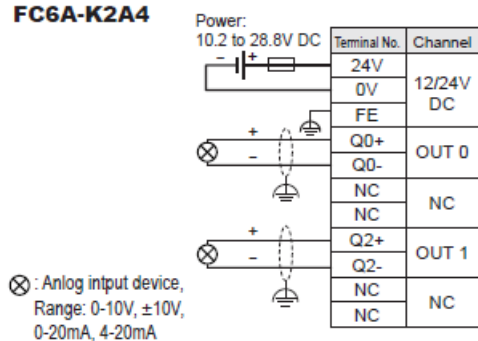 FC6A-K2A4
Power:
10.2 to 28.8V DC
Terminal No. Channel
24V
0V
12/24V
DC
FE
Q0+
Q0-
OUT 0
NC
NC
NC
Q2+
Q2-
OUT 1
NC
NC
NC
− +
+
−
+
−
: Anlog intput device,
Range: 0-10V, ±10V,
0-20mA, 4-20mA